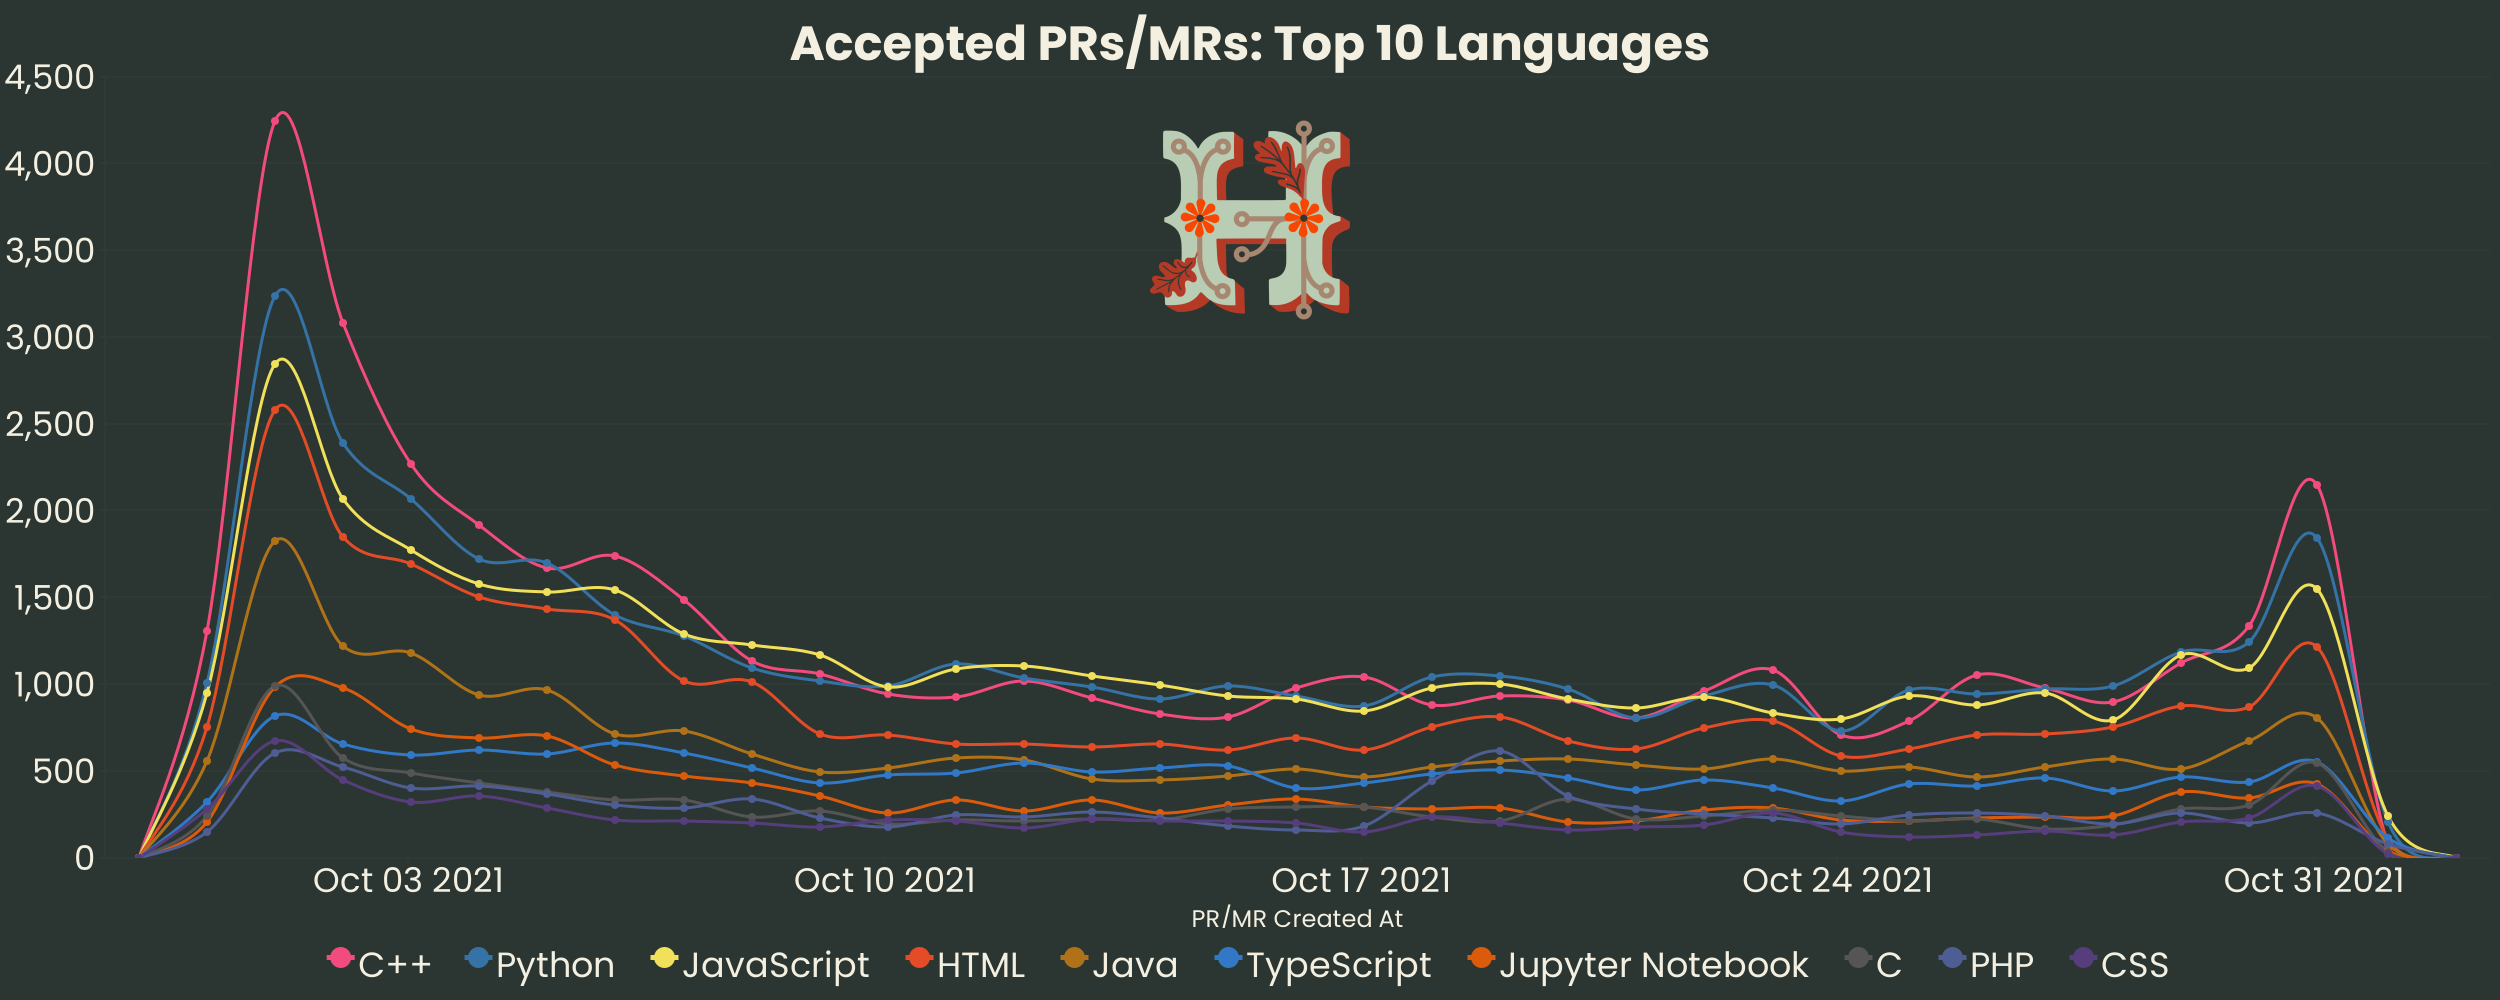 Accepted PRs/MRs: Top 10 Languages
4,500
4,000
3,500
3,000
2,500
2,000
1,500
1,000
500
0
Oct 03 2021
Oct 10 2021
Oct 17 2021
Oct 24 2021
Oct 31 2021
PR/MR Created At
C++ Python JavaScript HTML Java TypeScript Jupyter Notebook C PHP CSS